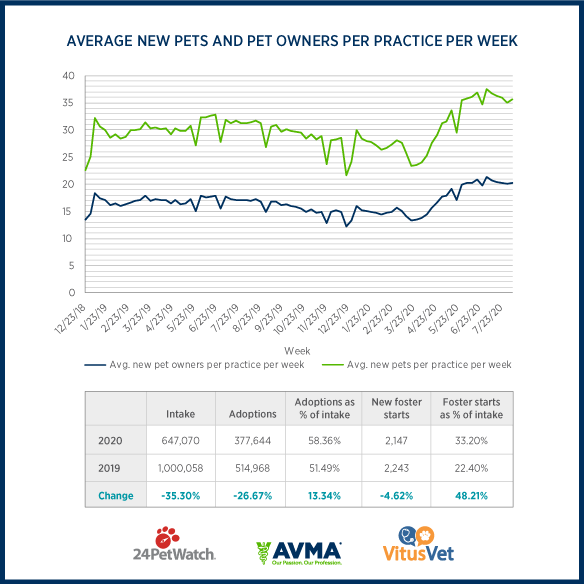 AVERAGE NEW PETS AND PET OWNERS PER PRACTICE PER WEEK
40
35
30
25
20
15
10
5
0
12/23/18 1/23/19 2/23/19 3/23/19 4/23/19 5/23/19 6/23/19 7/23/19 8/23/19 9/23/19 10/23/19 11/23/19 12/23/19 1/23/20 2/23/20 3/23/20 4/23/20 5/23/20 6/23/20 7/23/20
Week
Avg. new pet owners per practice per week Avg. new pets per practice per week
Intake Adoptions Adoptions as % of intake New foster starts Foster starts as % of intake
2020 647,070 377,644 58.36% 2,147 33.20%
2019 1,000,058 514,968 51.49% 2,243 22.40%
Change -35.30% -26.67% 13.34% -4.62% 48.21%
24PetWatch AVMA VitusVet
Our Passion. Our Profession.